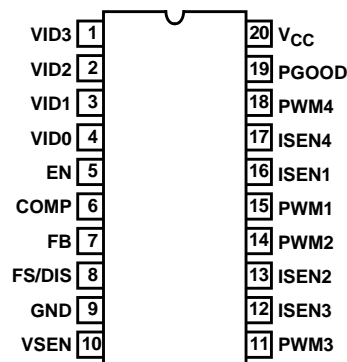 VID3 1 20 VCC
VID2 2 19 PGOOD
VID1 3 18 PWM4
VID0 4 17 ISEN4
EN 5 16 ISEN1
COMP 6 15 PWM1
FB 7 14 PWM2
FS/DIS 8 13 ISEN2
GND 9 12 ISEN3
VSEN 10 11 PWM3